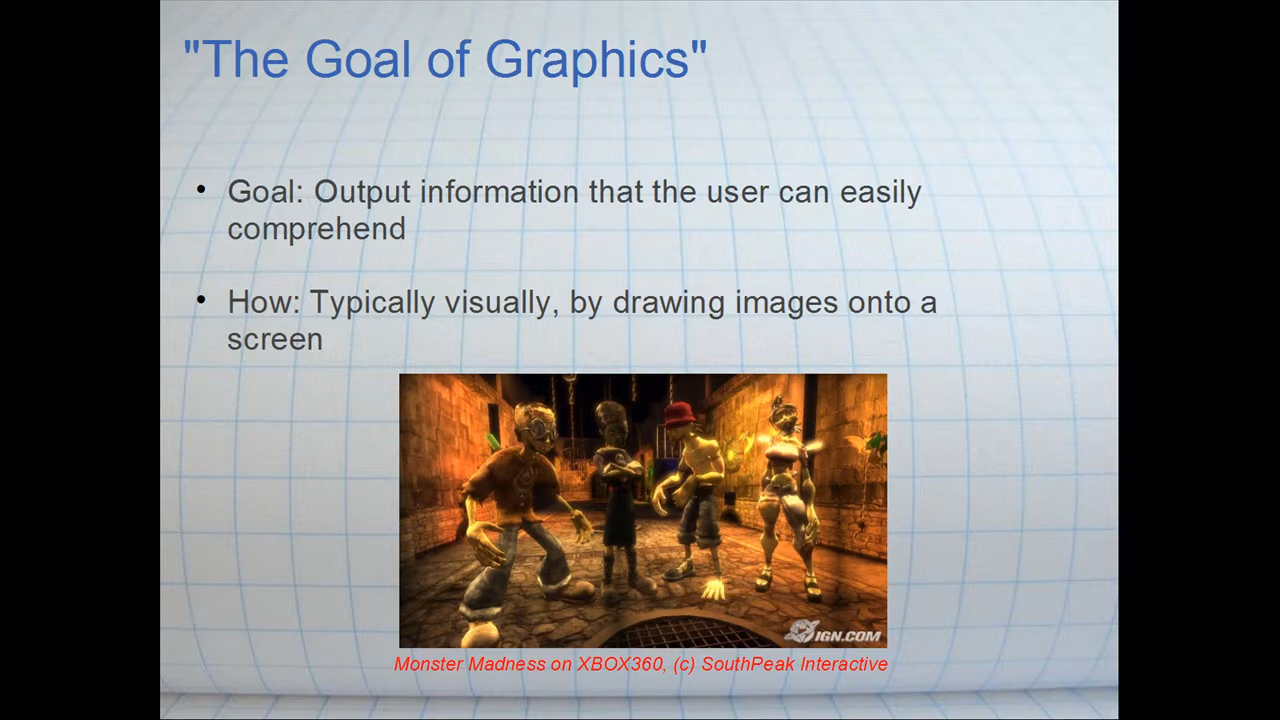 "The Goal of Graphics"
• Goal: Output information that the user can easily
comprehend
• How: Typically visually, by drawing images onto a
screen
IGN.COM
Monster Madness on XBOX360, (c) SouthPeak Interactive